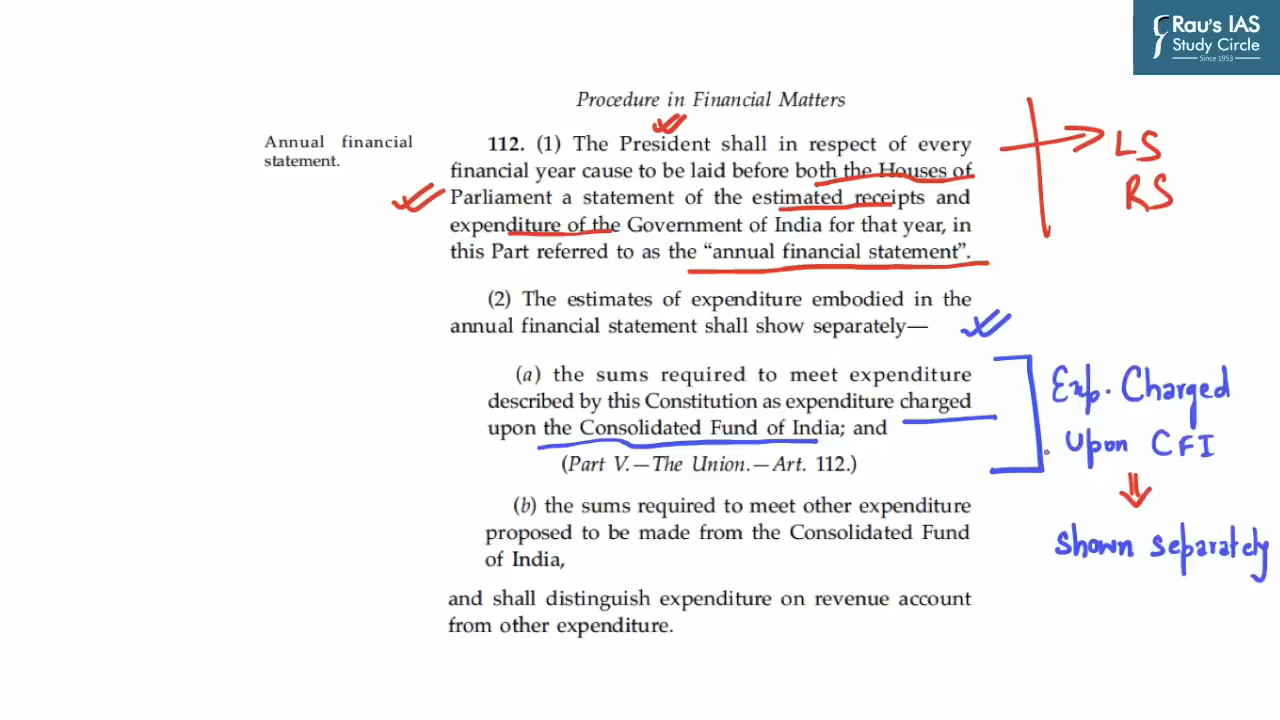 Rau's IAS
Study Circle
Since 1953
Procedure in Financial Matters
Annual financial
statement.
112. (1) The President shall in respect of every
financial year cause to be laid before both the Houses of
Parliament a statement of the estimated receipts and
expenditure of the Government of India for that year, in
this Part referred to as the “annual financial statement”.
LS
RS
(2) The estimates of expenditure embodied in the
annual financial statement shall show separately—
(a) the sums required to meet expenditure
described by this Constitution as expenditure charged
upon the Consolidated Fund of India; and
(Part V.—The Union.—Art. 112.)
Exp. Charged
Upon CFI
Shown separately
(b) the sums required to meet other expenditure
proposed to be made from the Consolidated Fund
of India,
and shall distinguish expenditure on revenue account
from other expenditure.